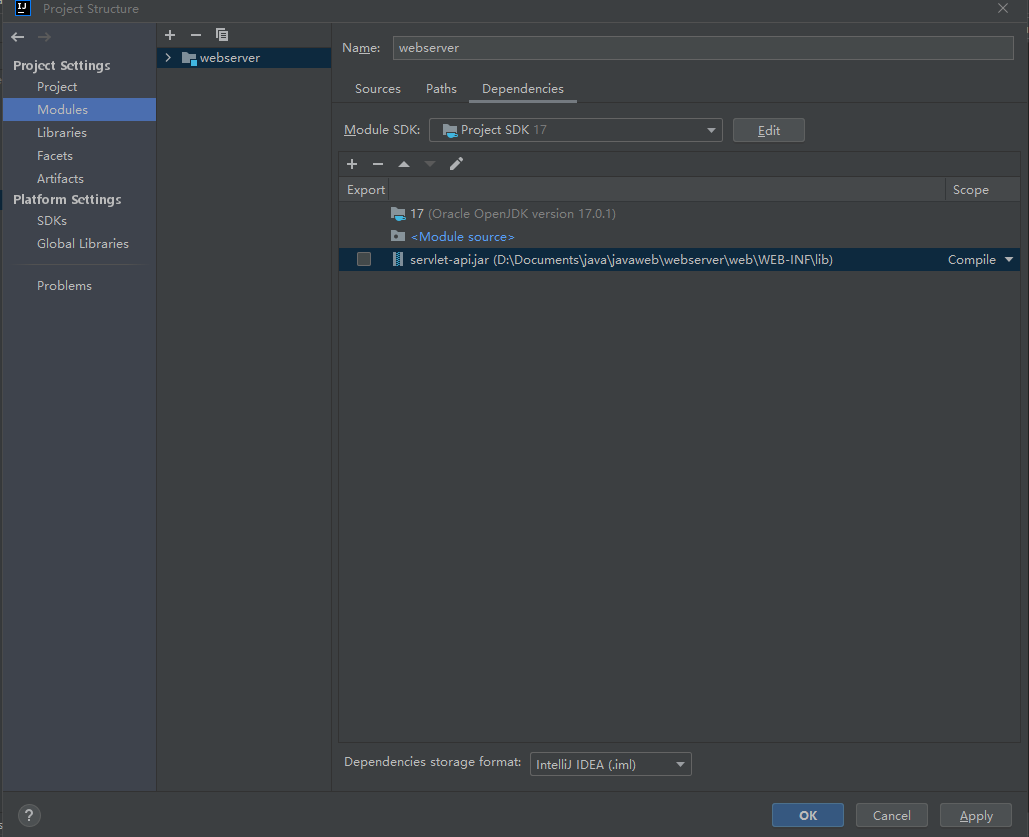 IJ Project Structure
Project Settings
Project
Modules
Libraries
Facets
Artifacts
Platform Settings
SDKs
Global Libraries
Problems
webserver
Name: webserver
Sources Paths Dependencies
Module SDK: Project SDK 17 Edit
Export Scope
17 (Oracle OpenJDK version 17.0.1)
<Module source>
servlet-api.jar (D:\Documents\java\javaweb\webserver\web\WEB-INF\lib) Compile
Dependencies storage format: IntelliJ IDEA (.iml)
? OK Cancel Apply